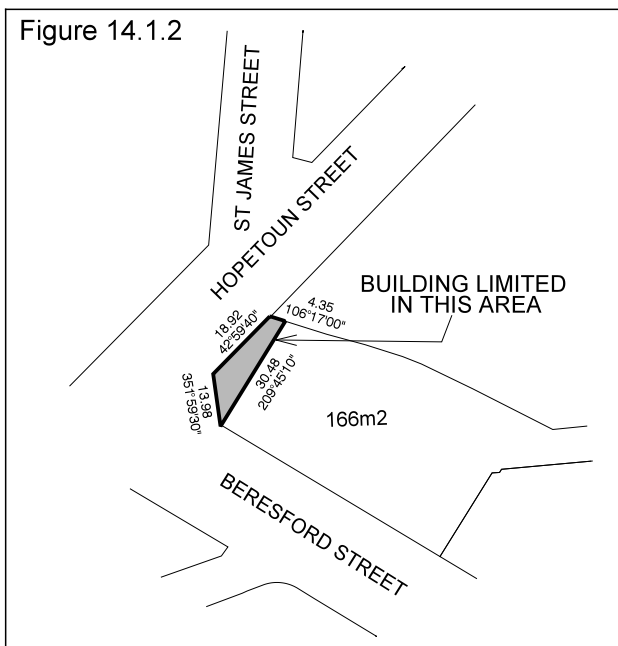 Figure 14.1.2
ST JAMES STREET
HOPETOUN STREET
BUILDING LIMITED
IN THIS AREA
4.35
106°17'00"
18.92
42°59'40"
30.48
209°45'10"
13.98
351°59'30"
166m2
BERESFORD STREET